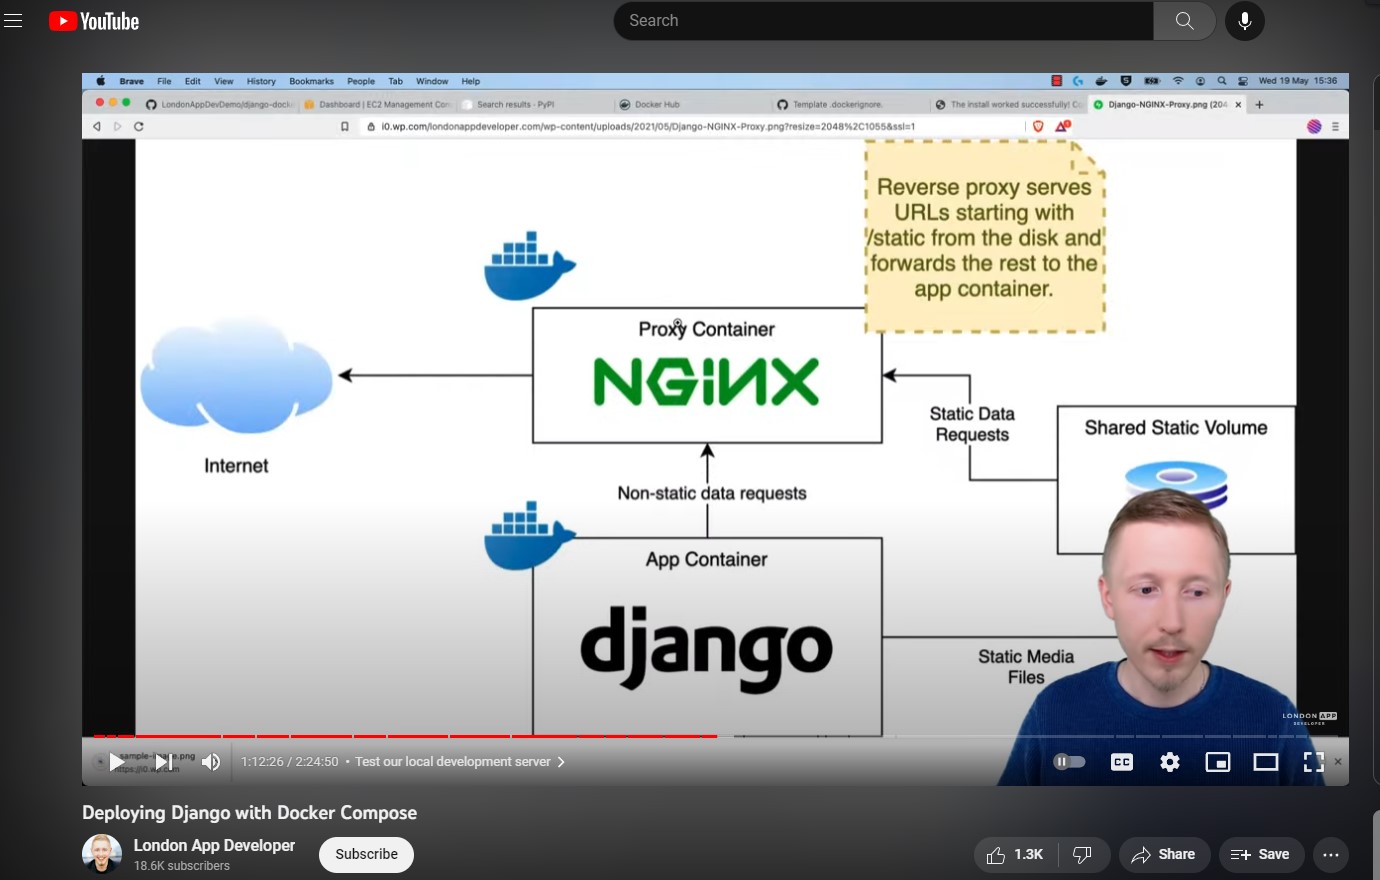 YouTube
Search
Brave File Edit View History Bookmarks People Tab Window Help
Wed 19 May 15:36
LondonAppDevDemo/django-docke
Dashboard | EC2 Management Con
Search results · PyPI
Docker Hub
Template .dockerignore.
The install worked successfully! Co
Django-NGINX-Proxy.png (204
i0.wp.com/londonappdeveloper.com/wp-content/uploads/2021/05/Django-NGINX-Proxy.png?resize=2048%2C1055&ssl=1
Reverse proxy serves
URLs starting with
/static from the disk and
forwards the rest to the
app container.
Proxy Container
NGINX
Internet
Static Data
Requests
Shared Static Volume
Non-static data requests
App Container
django
Static Media
Files
LONDON APP
DEVELOPER
sample-image.png
https://i0.wp.com
1:12:26 / 2:24:50 • Test our local development server
CC
Deploying Django with Docker Compose
London App Developer
18.6K subscribers
Subscribe
1.3K
Share
Save